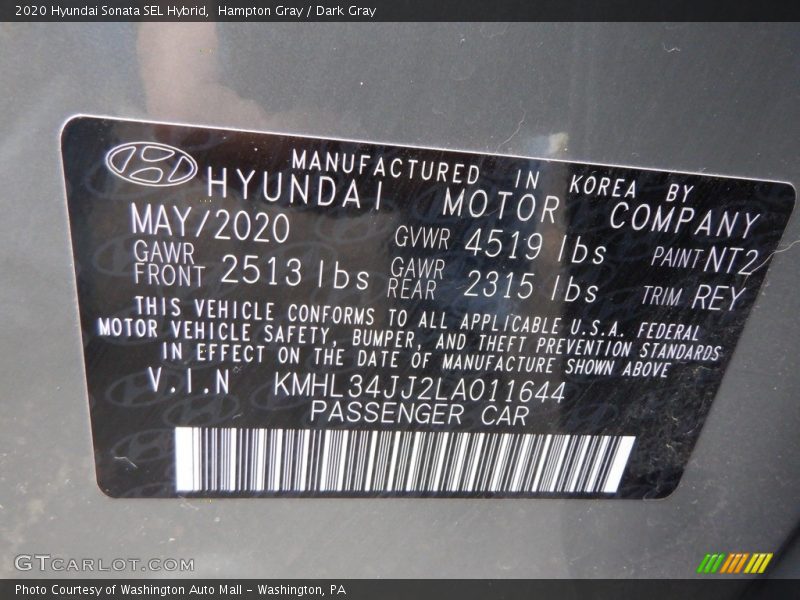 2020 Hyundai Sonata SEL Hybrid, Hampton Gray / Dark Gray
MANUFACTURED IN KOREA BY
HYUNDAI MOTOR COMPANY
MAY/2020 GVWR 4519 lbs PAINT NT2
GAWR FRONT 2513 lbs GAWR REAR 2315 lbs TRIM REY
THIS VEHICLE CONFORMS TO ALL APPLICABLE U.S.A. FEDERAL
MOTOR VEHICLE SAFETY, BUMPER, AND THEFT PREVENTION STANDARDS
IN EFFECT ON THE DATE OF MANUFACTURE SHOWN ABOVE
V.I.N KMHL34JJ2LA011644
PASSENGER CAR
GTCARLOT.COM
Photo Courtesy of Washington Auto Mall - Washington, PA